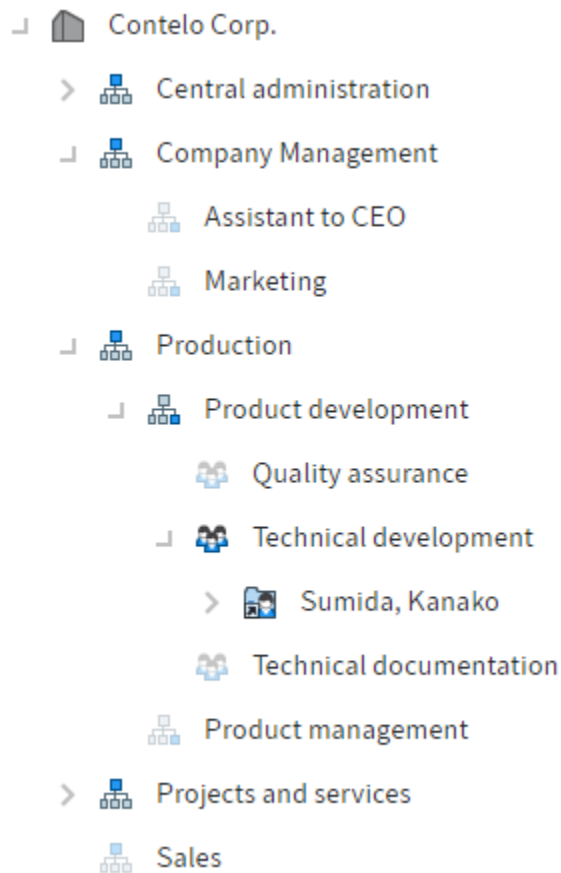 Contelo Corp.
Central administration
Company Management
Assistant to CEO
Marketing
Production
Product development
Quality assurance
Technical development
Sumida, Kanako
Technical documentation
Product management
Projects and services
Sales